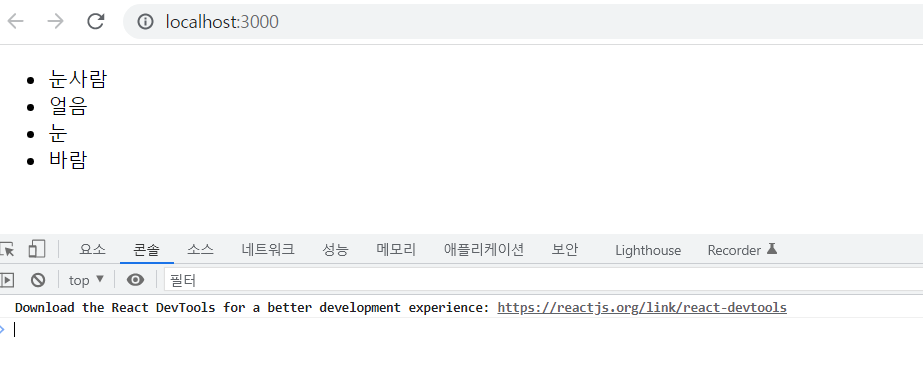 localhost:3000
눈사람
얼음
눈
바람
요소 콘솔 소스 네트워크 성능 메모리 애플리케이션 보안 Lighthouse Recorder
top ▼ 필터
Download the React DevTools for a better development experience: https://reactjs.org/link/react-devtools